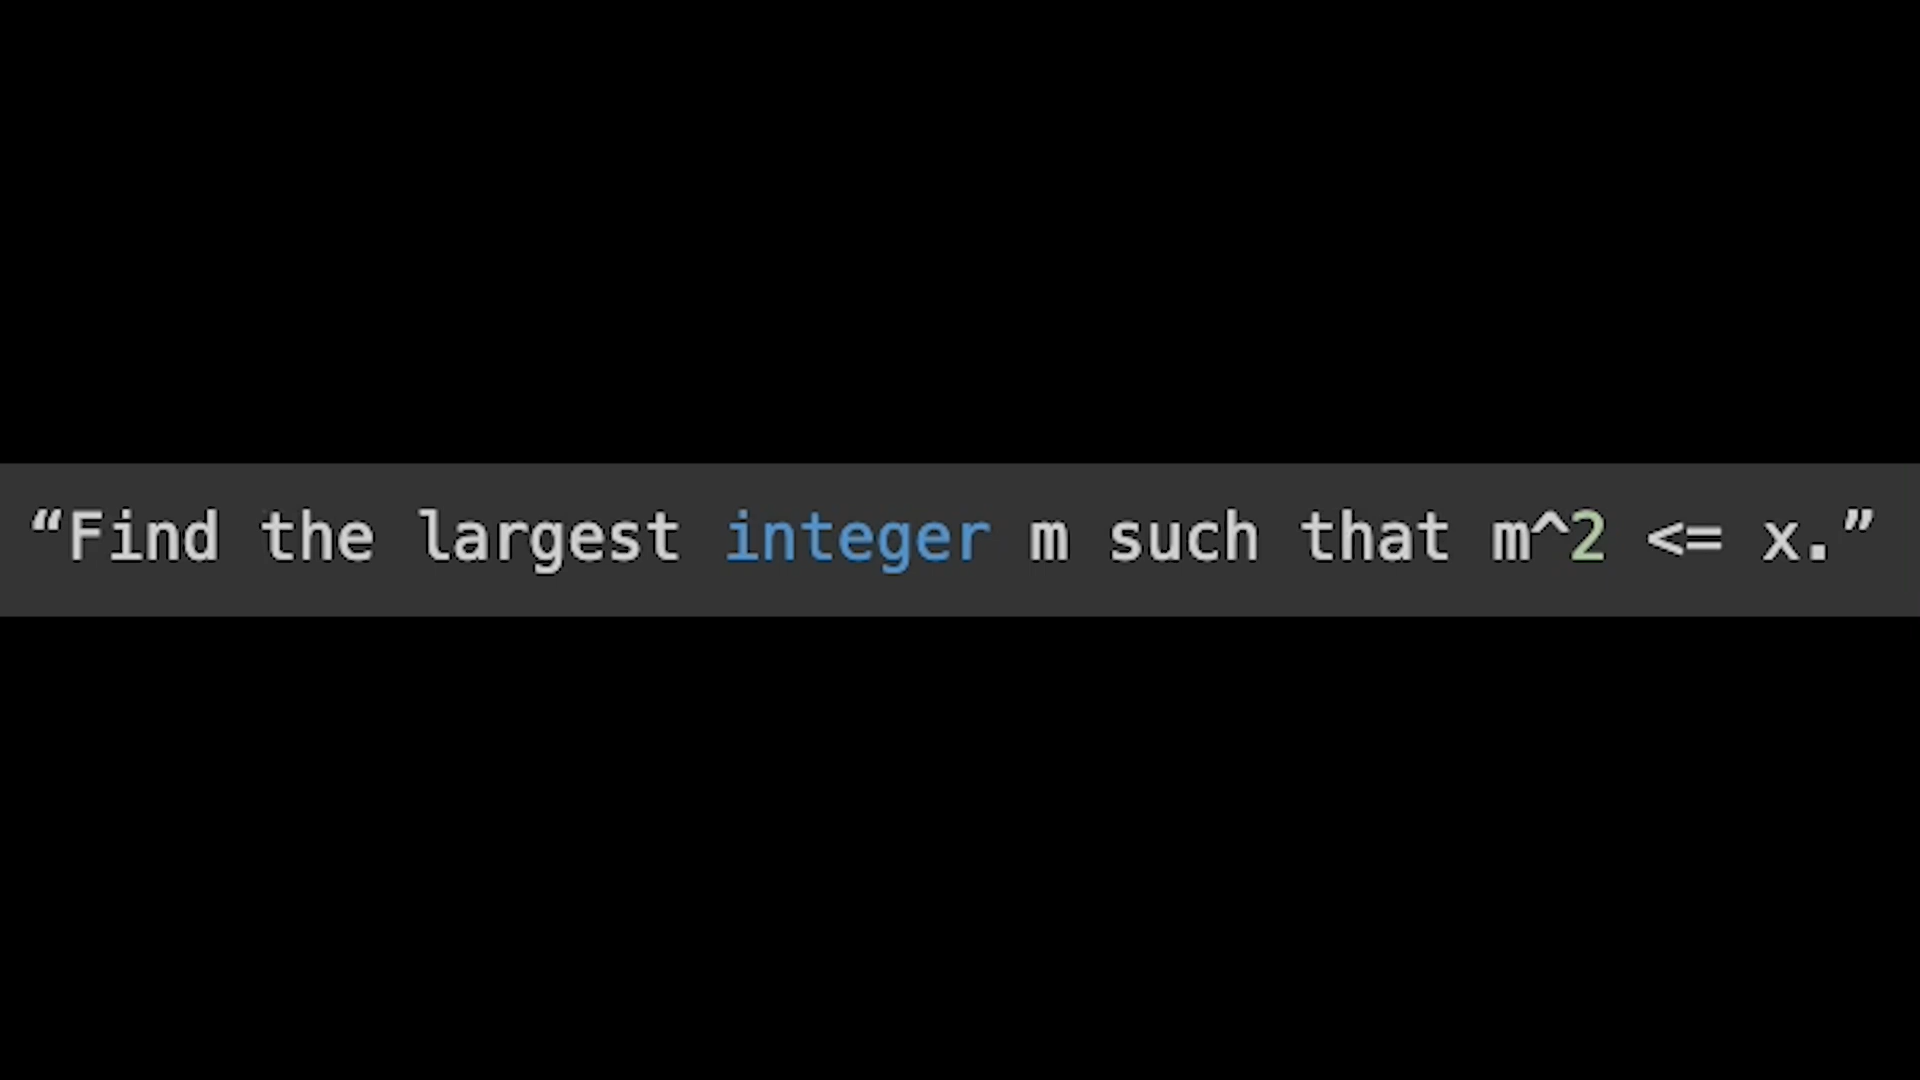 “Find the largest integer m such that m^2 <= x.”